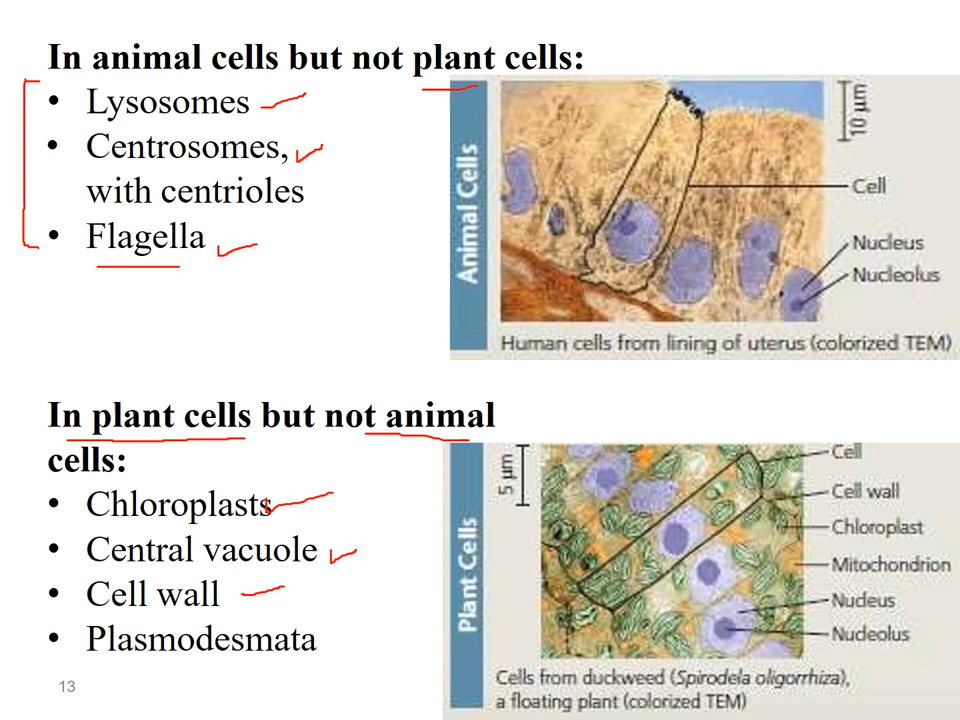 In animal cells but not plant cells:
• Lysosomes
• Centrosomes,
with centrioles
• Flagella
Animal Cells
10 µm
Cell
Nucleus
Nucleolus
Human cells from lining of uterus (colorized TEM)
In plant cells but not animal
cells:
• Chloroplasts
• Central vacuole
• Cell wall
• Plasmodesmata
Plant Cells
5 µm
Cell
Cell wall
Chloroplast
Mitochondrion
Nucleus
Nucleolus
Cells from duckweed (Spirodela oligorrhiza),
a floating plant (colorized TEM)
13